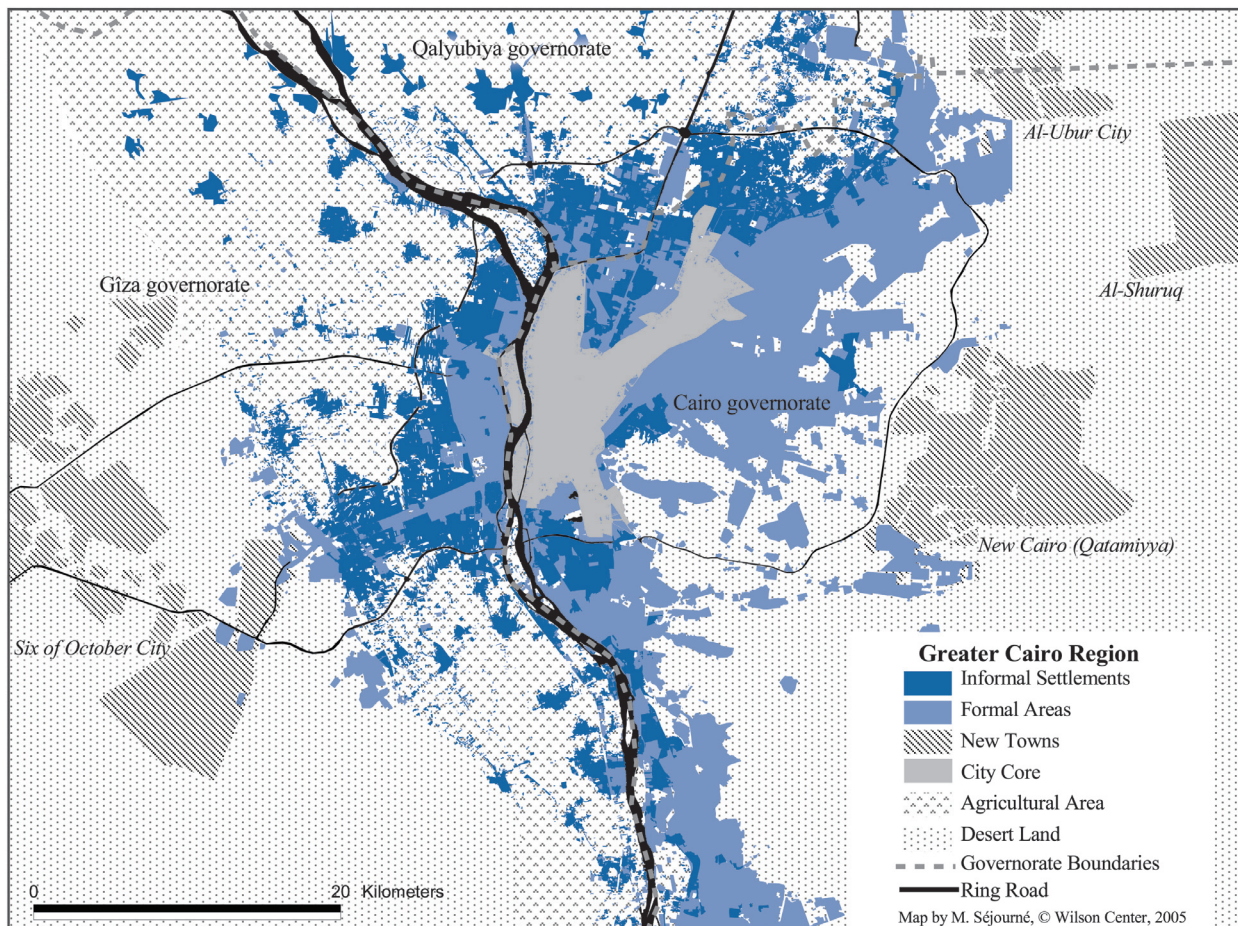 Qalyubiya governorate
Al-Ubur City
Gîza governorate
Al-Shuruq
Cairo governorate
New Cairo (Qatamiyya)
Six of October City
Greater Cairo Region
Informal Settlements
Formal Areas
New Towns
City Core
Agricultural Area
Desert Land
Governorate Boundaries
Ring Road
0 20 Kilometers
Map by M. Séjourné, © Wilson Center, 2005